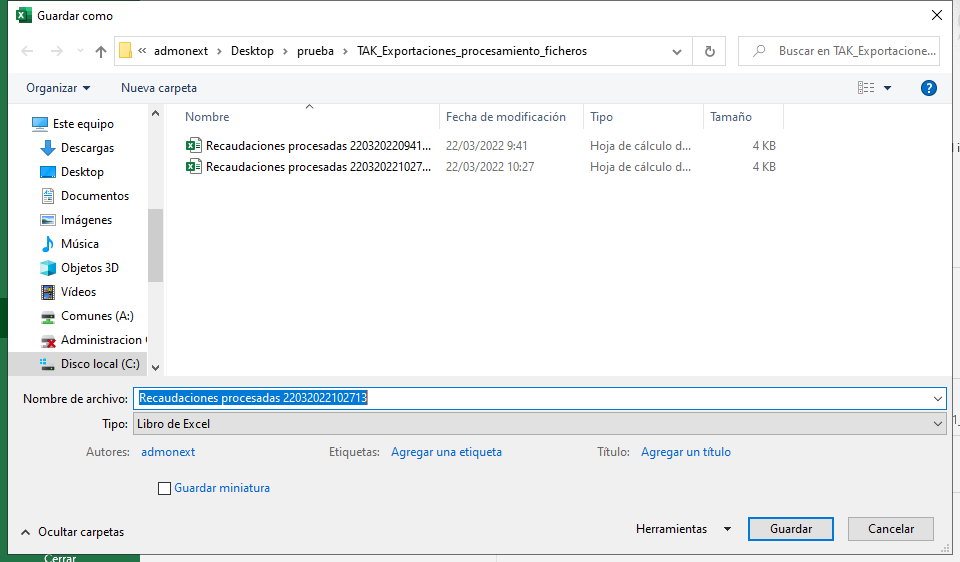 Guardar como
« admonext > Desktop > prueba > TAK_Exportaciones_procesamiento_ficheros
Buscar en TAK_Exportacione...
Organizar
Nueva carpeta
?
Este equipo
Descargas
Desktop
Documentos
Imágenes
Música
Objetos 3D
Vídeos
Comunes (A:)
Administracion
Disco local (C:)
Nombre Fecha de modificación Tipo Tamaño
Recaudaciones procesadas 220320220941... 22/03/2022 9:41 Hoja de cálculo d... 4 KB
Recaudaciones procesadas 220320221027... 22/03/2022 10:27 Hoja de cálculo d... 4 KB
Nombre de archivo: Recaudaciones procesadas 22032022102713
Tipo: Libro de Excel
Autores: admonext Etiquetas: Agregar una etiqueta Título: Agregar un título
Guardar miniatura
Ocultar carpetas
Herramientas
Guardar
Cancelar
Cerrar